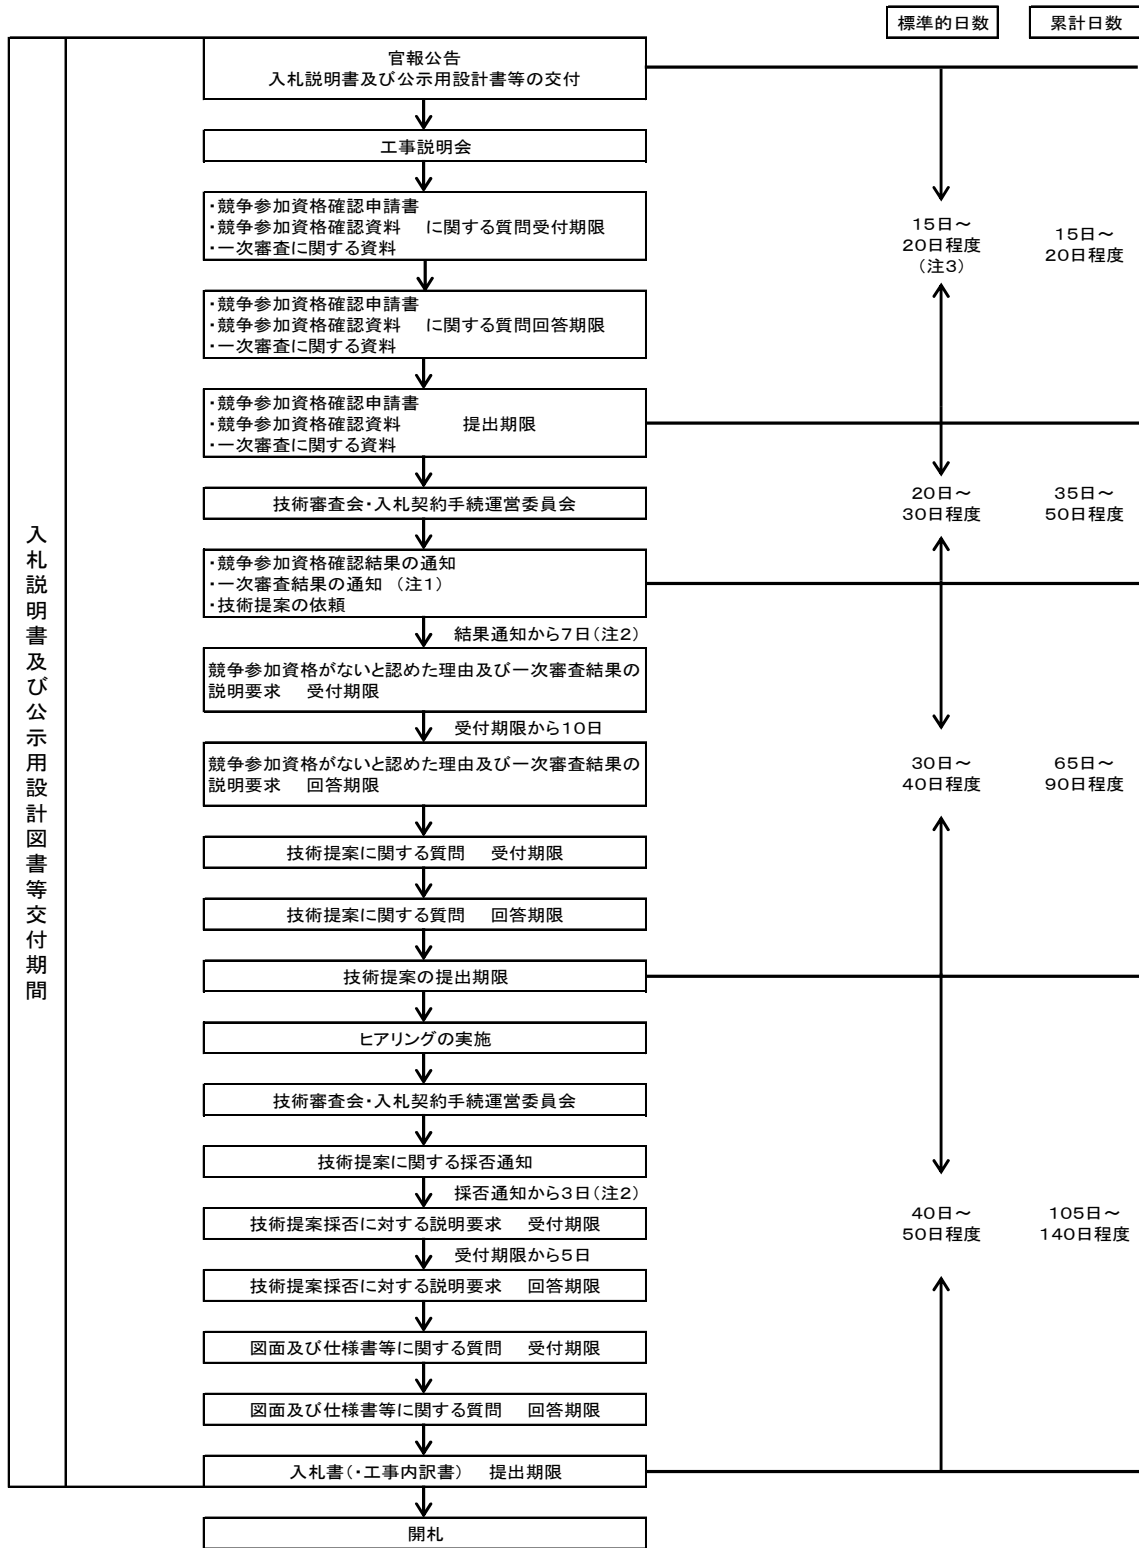 標準的日数
累計日数
官報公告
入札説明書及び公示用設計書等の交付
工事説明会
・競争参加資格確認申請書
・競争参加資格確認資料　に関する質問受付期限
・一次審査に関する資料
15日～
20日程度
(注3)
15日～
20日程度
・競争参加資格確認申請書
・競争参加資格確認資料　に関する質問回答期限
・一次審査に関する資料
・競争参加資格確認申請書
・競争参加資格確認資料　　提出期限
・一次審査に関する資料
技術審査会・入札契約手続運営委員会
20日～
30日程度
35日～
50日程度
入札説明書及び公示用設計図書等交付期間
・競争参加資格確認結果の通知
・一次審査結果の通知　(注1)
・技術提案の依頼
結果通知から7日(注2)
競争参加資格がないと認めた理由及び一次審査結果の
説明要求　受付期限
受付期限から10日
競争参加資格がないと認めた理由及び一次審査結果の
説明要求　回答期限
30日～
40日程度
65日～
90日程度
技術提案に関する質問　受付期限
技術提案に関する質問　回答期限
技術提案の提出期限
ヒアリングの実施
技術審査会・入札契約手続運営委員会
技術提案に関する採否通知
採否通知から3日(注2)
技術提案採否に対する説明要求　受付期限
40日～
50日程度
105日～
140日程度
受付期限から5日
技術提案採否に対する説明要求　回答期限
図面及び仕様書等に関する質問　受付期限
図面及び仕様書等に関する質問　回答期限
入札書(・工事内訳書)　提出期限
開札